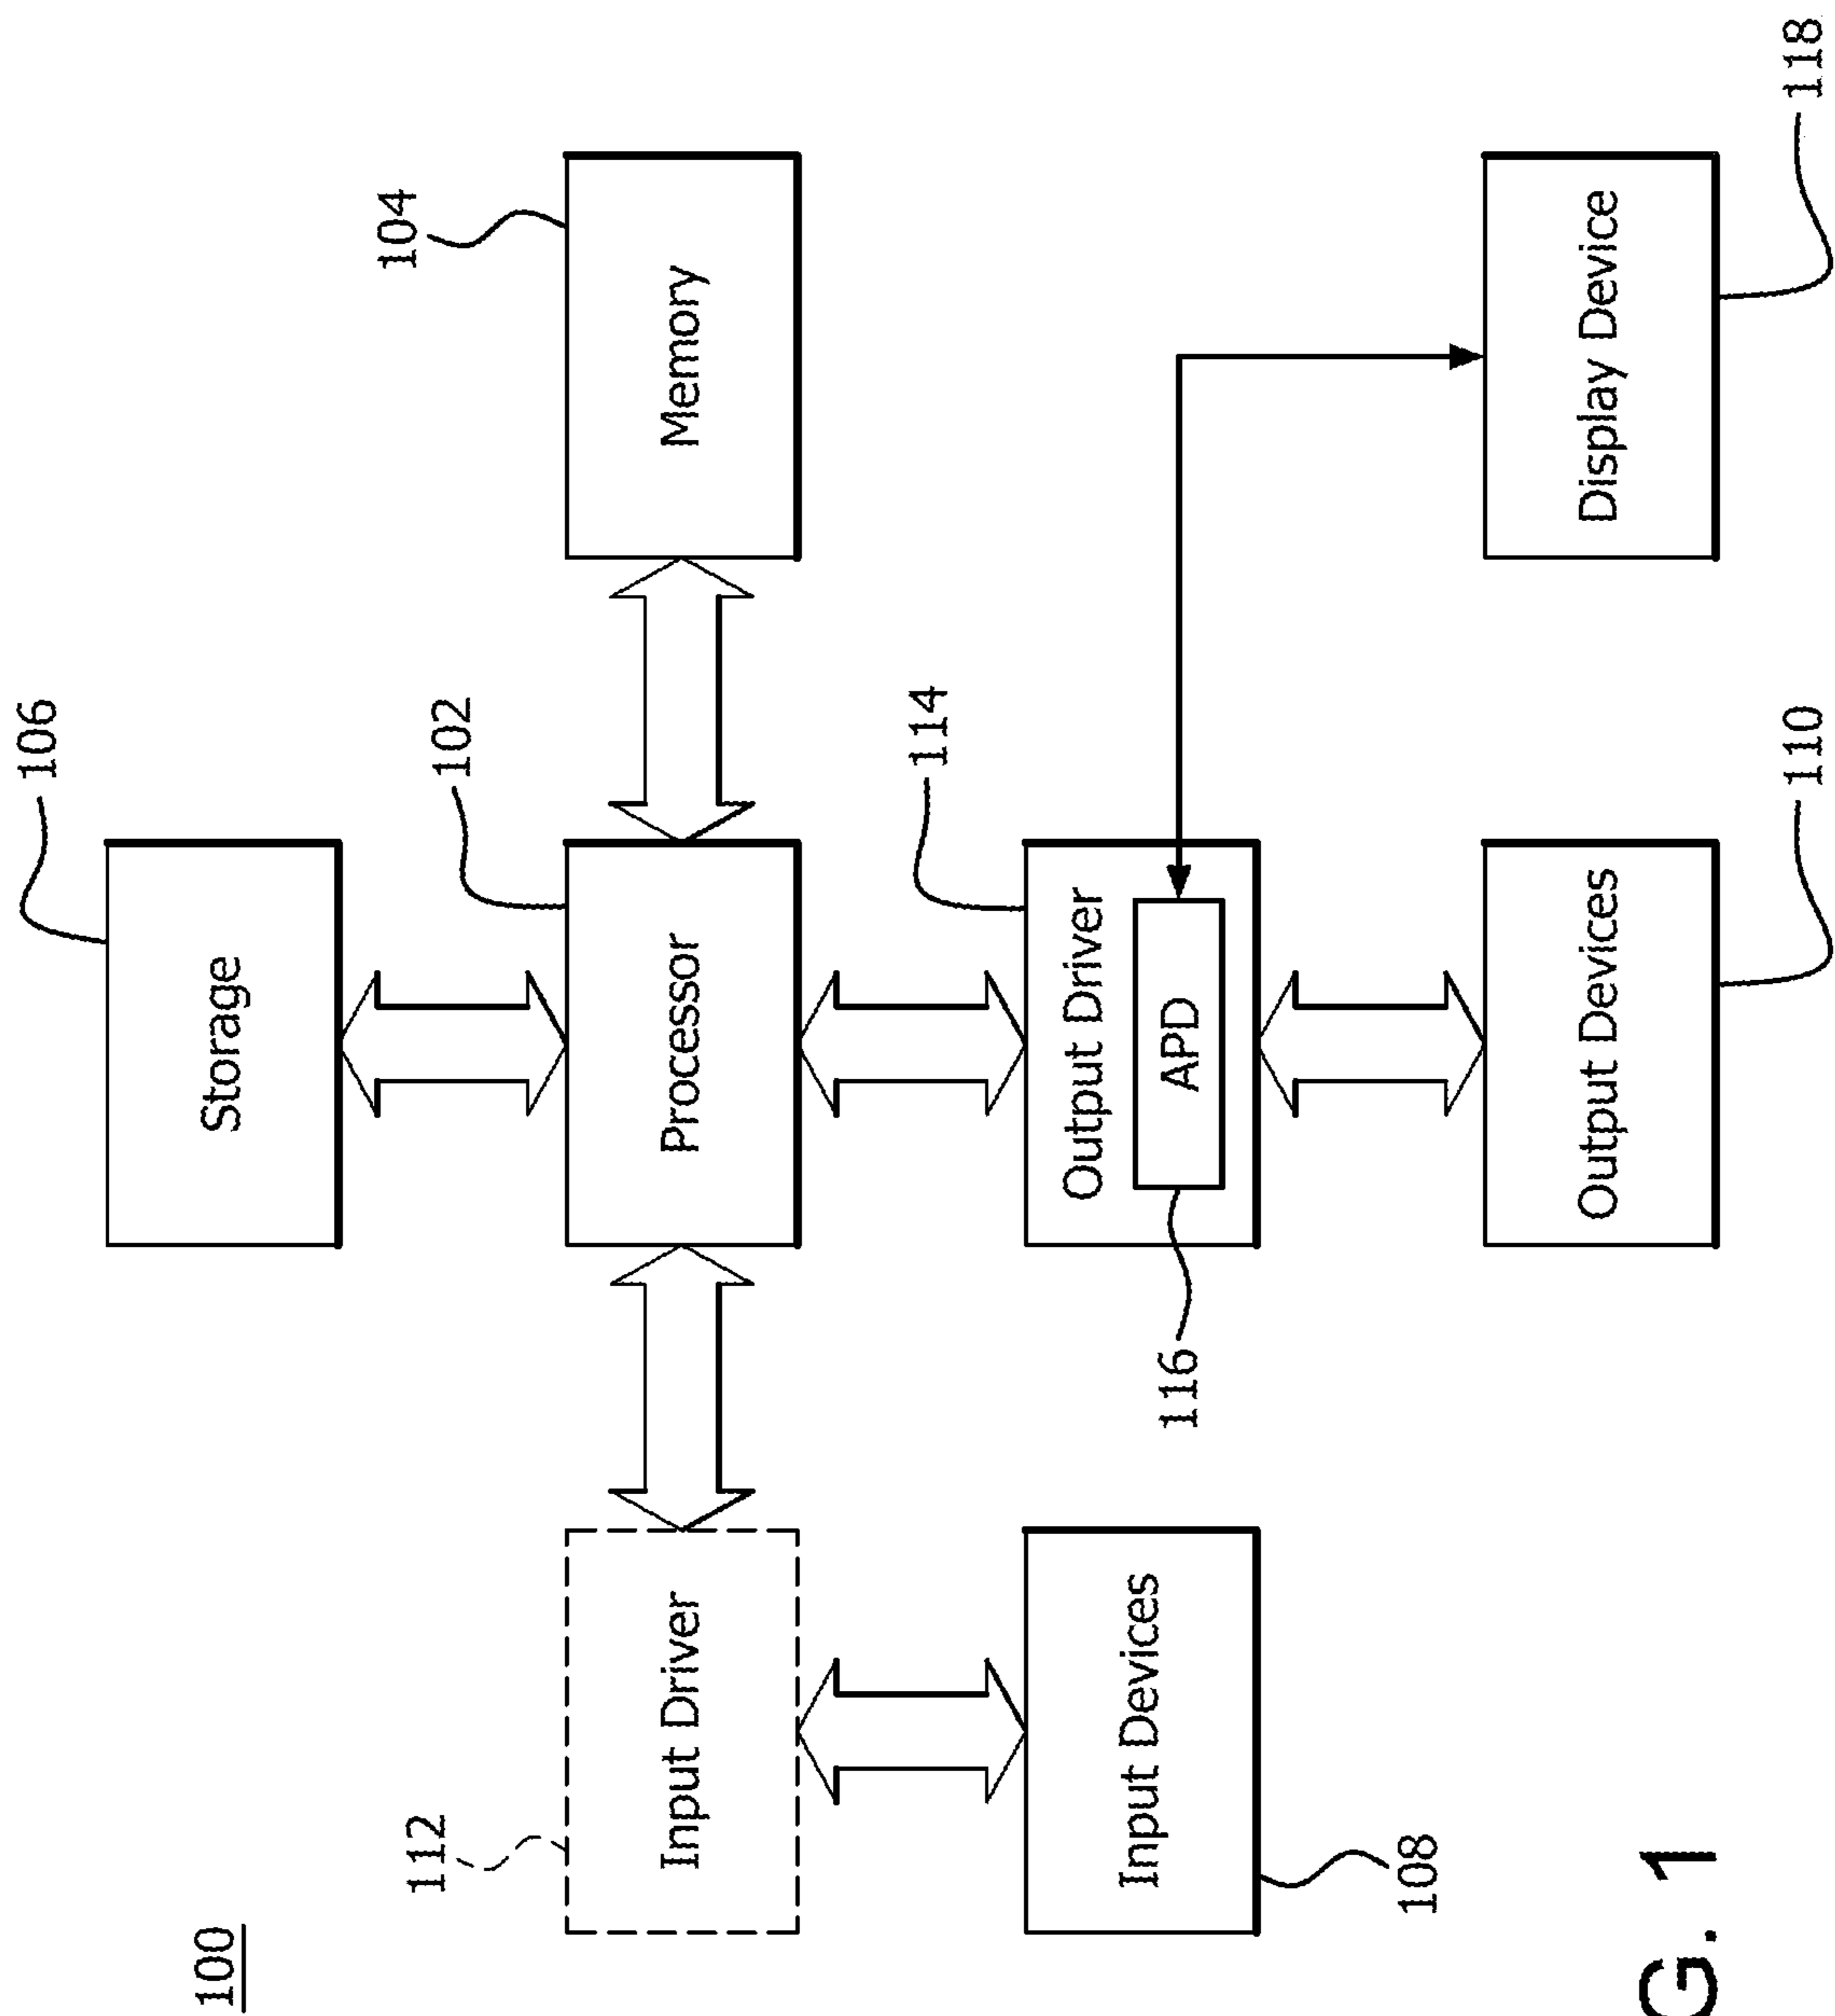 100
106
Storage
112
102
104
Input Driver
Processor
Memory
114
Output Driver
Input Devices
APD
116
108
Output Devices
Display Device
110
118
G. 1